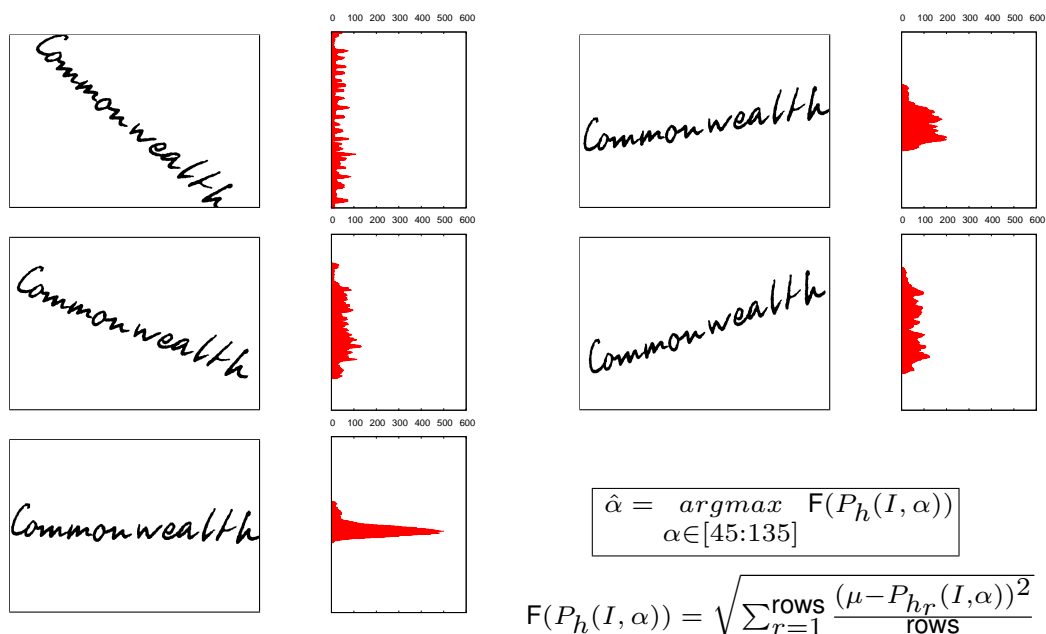 0 100 200 300 400 500 600
Commonwealth
0 100 200 300 400 500 600
Commonwealth
0 100 200 300 400 500 600
Commonwealth
0 100 200 300 400 500 600
Commonwealth
0 100 200 300 400 500 600
Commonwealth
α̂ = argmax F(P_h(I, α))
α∈[45:135]
F(P_h(I, α)) = √∑_{r=1}^{rows} (μ−P_{hr}(I,α))^2 / rows